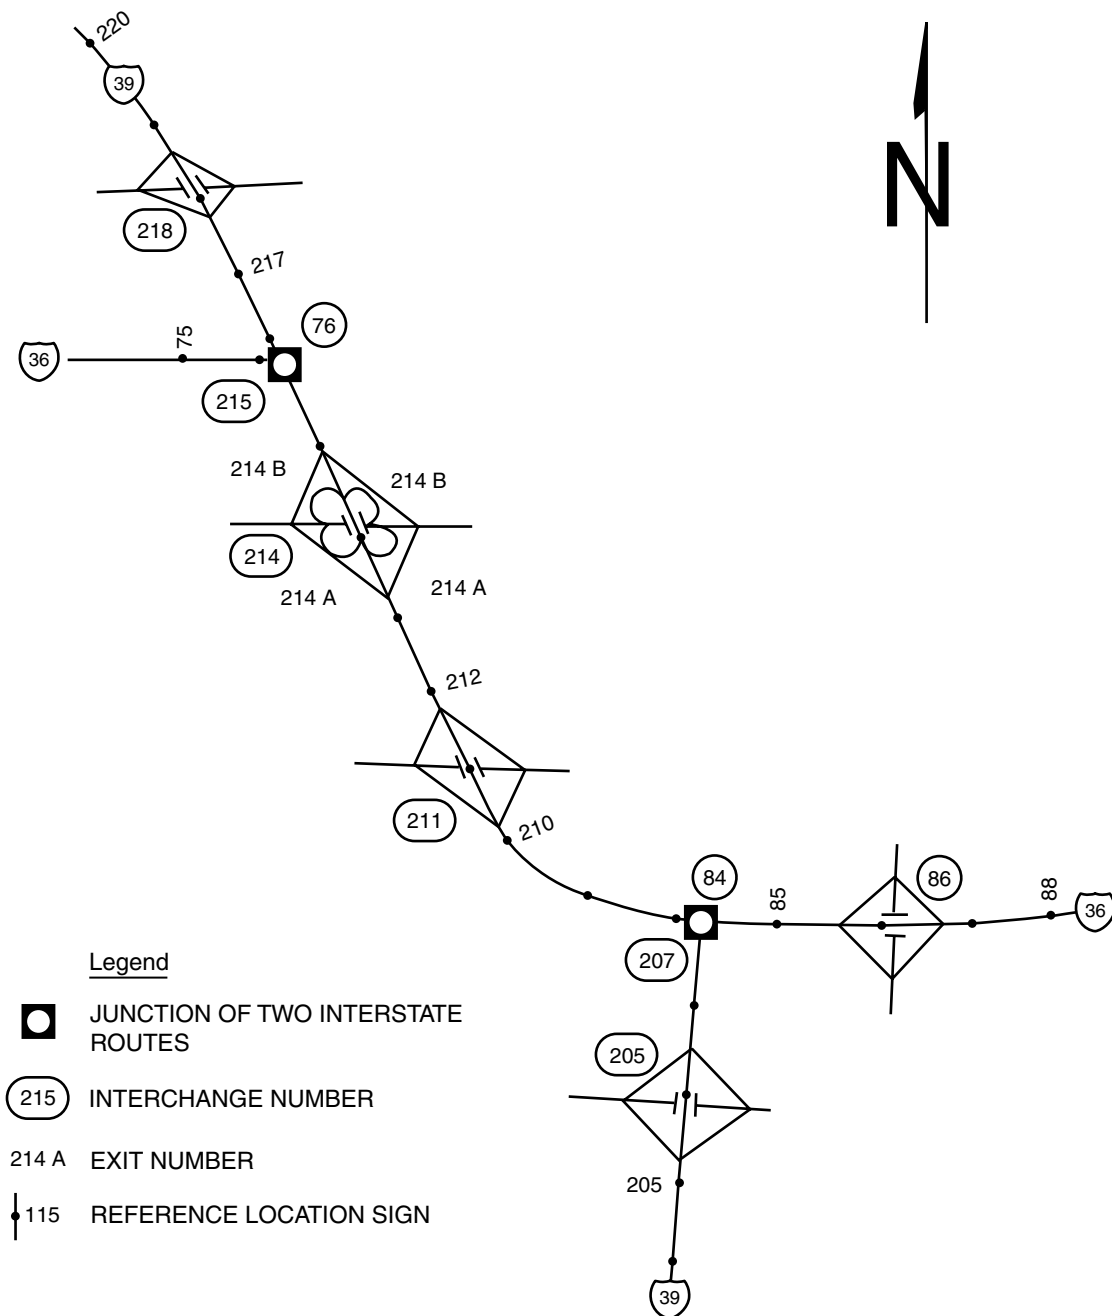 220
39
N
218
217
76
75
36
215
214 B
214 B
214
214 A
214 A
212
211
210
84
86
85
88
36
207
205
205
39
Legend
JUNCTION OF TWO INTERSTATE
ROUTES
215 INTERCHANGE NUMBER
214 A EXIT NUMBER
115 REFERENCE LOCATION SIGN